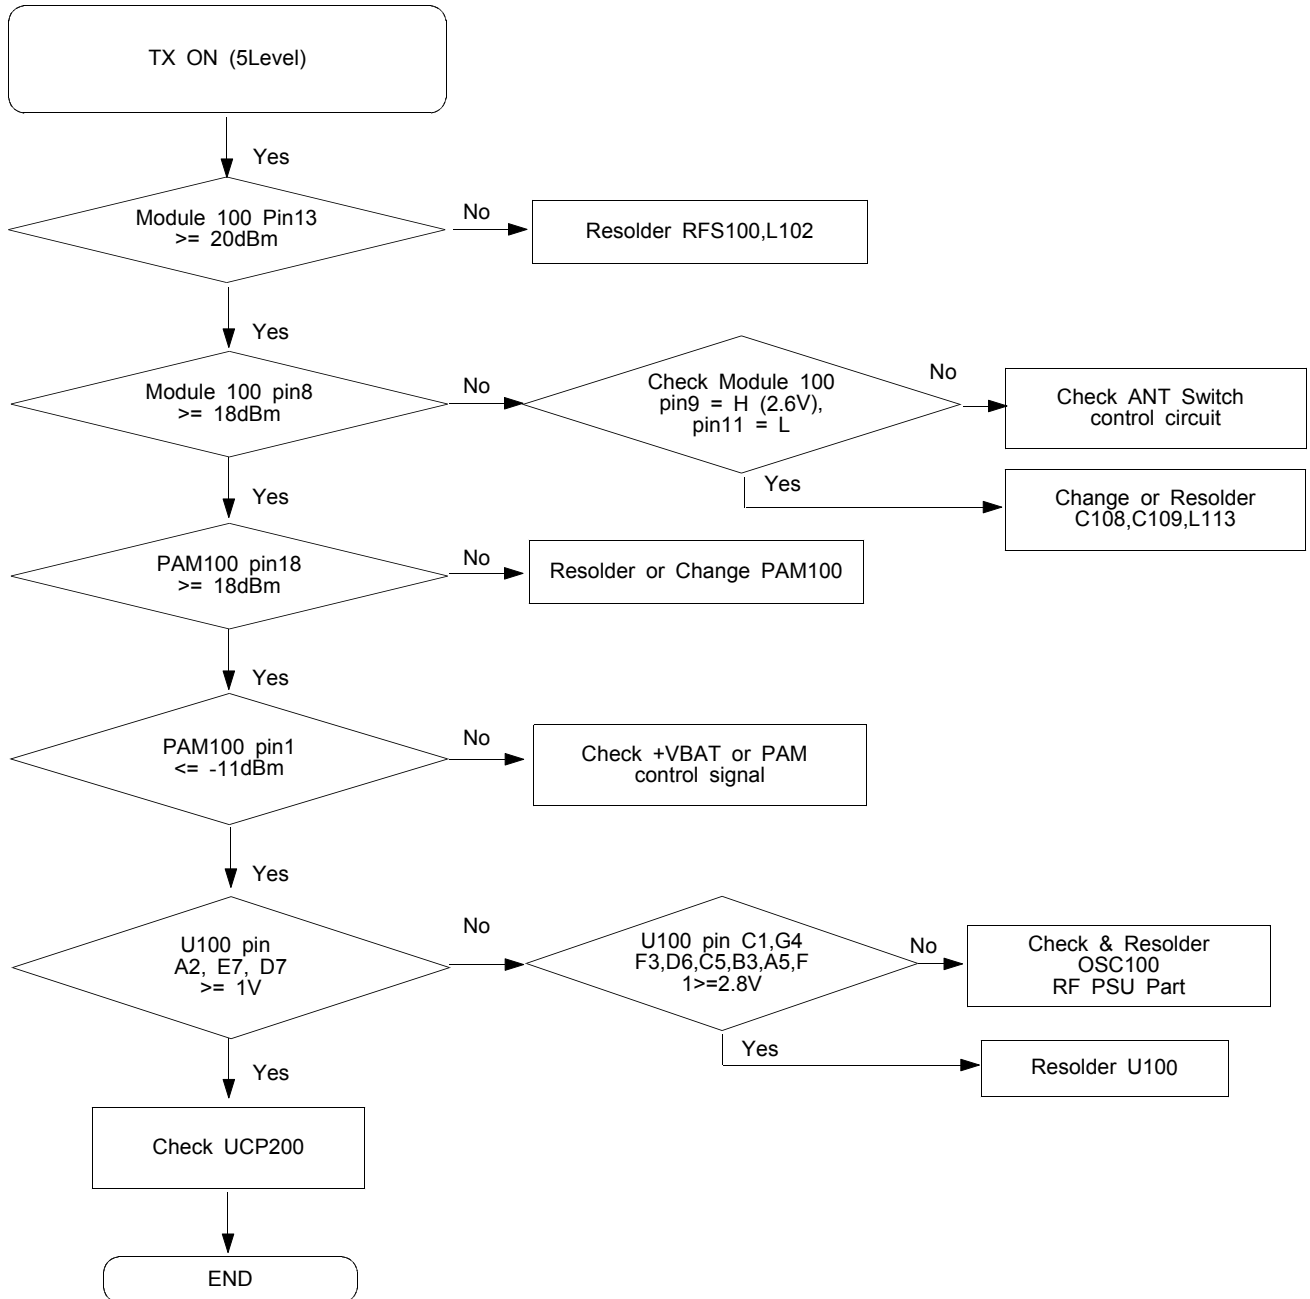 TX ON (5Level)
Yes
Module 100 Pin13
>= 20dBm
No
Resolder RFS100,L102
Yes
Module 100 pin8
>= 18dBm
No
Check Module 100
pin9 = H (2.6V),
pin11 = L
No
Check ANT Switch
control circuit
Yes
Change or Resolder
C108,C109,L113
Yes
PAM100 pin18
>= 18dBm
No
Resolder or Change PAM100
Yes
PAM100 pin1
<= -11dBm
No
Check +VBAT or PAM
control signal
Yes
U100 pin
A2, E7, D7
>= 1V
No
U100 pin C1,G4
F3,D6,C5,B3,A5,F
1>=2.8V
No
Check & Resolder
OSC100
RF PSU Part
Yes
Resolder U100
Yes
Check UCP200
END